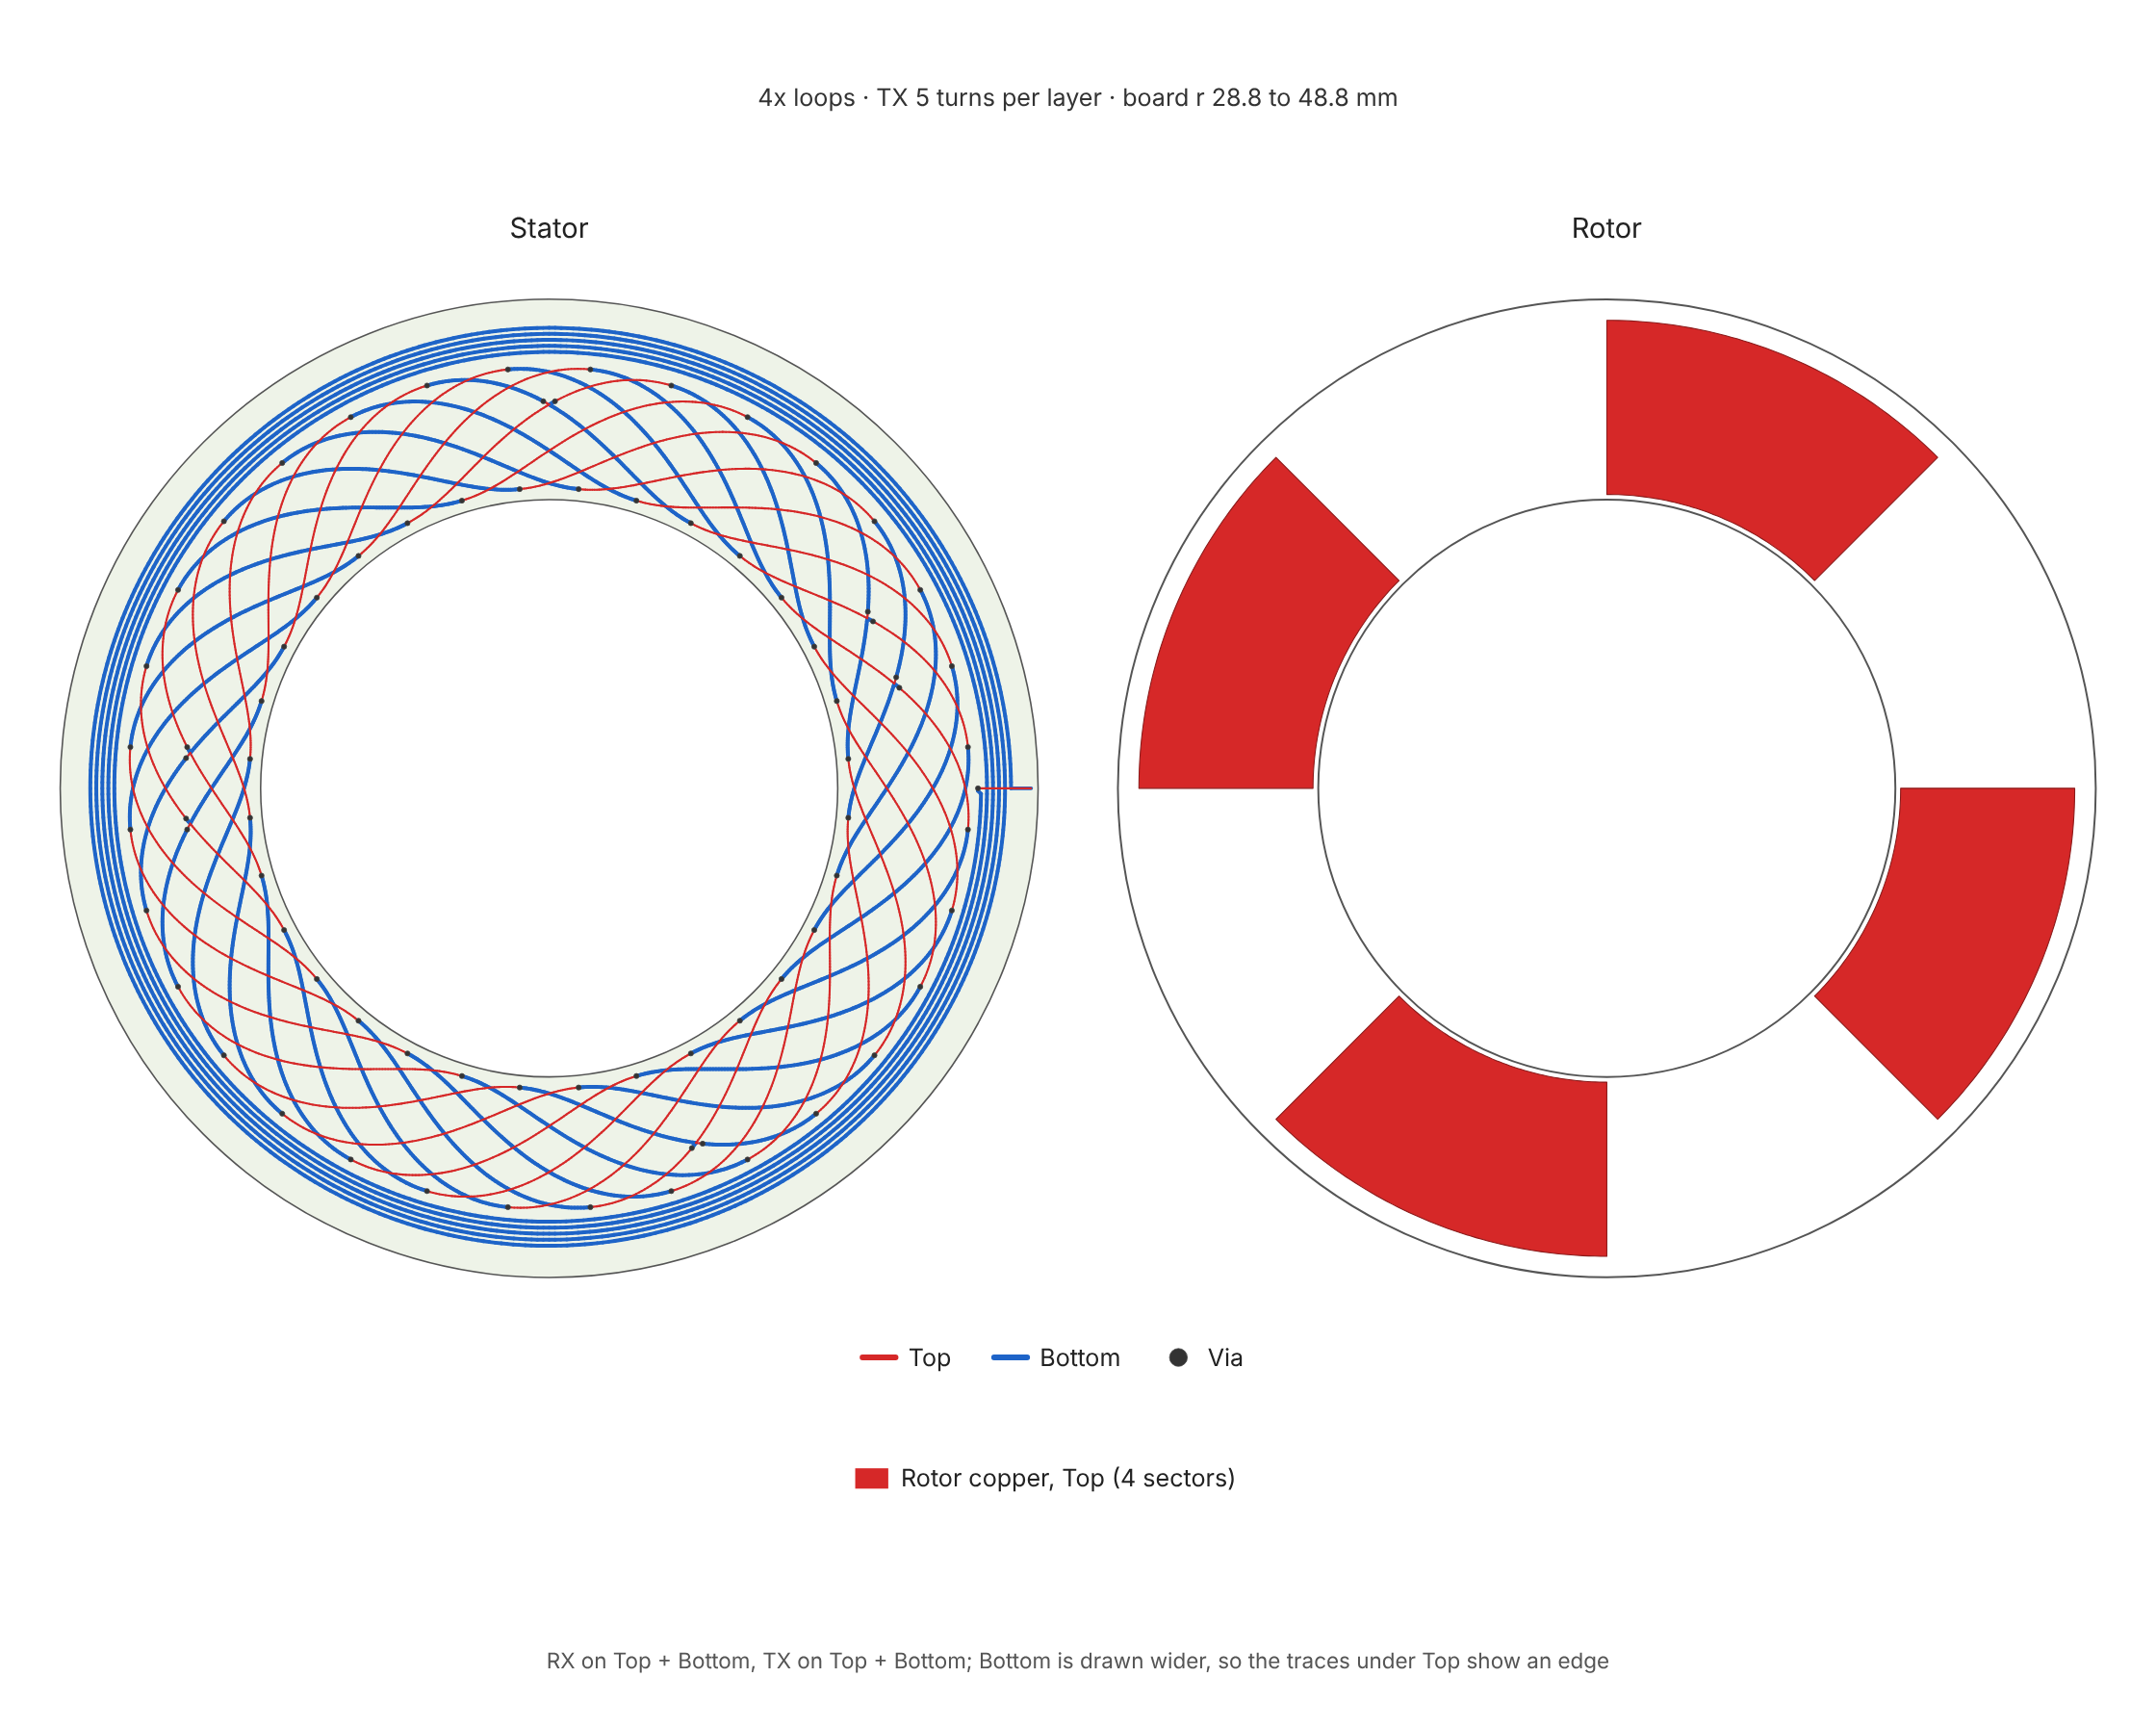 4x loops · TX 5 turns per layer · board r 28.8 to 48.8 mm
Stator
Rotor
Top
Bottom
Via
Rotor copper, Top (4 sectors)
RX on Top + Bottom, TX on Top + Bottom; Bottom is drawn wider, so the traces under Top show an edge